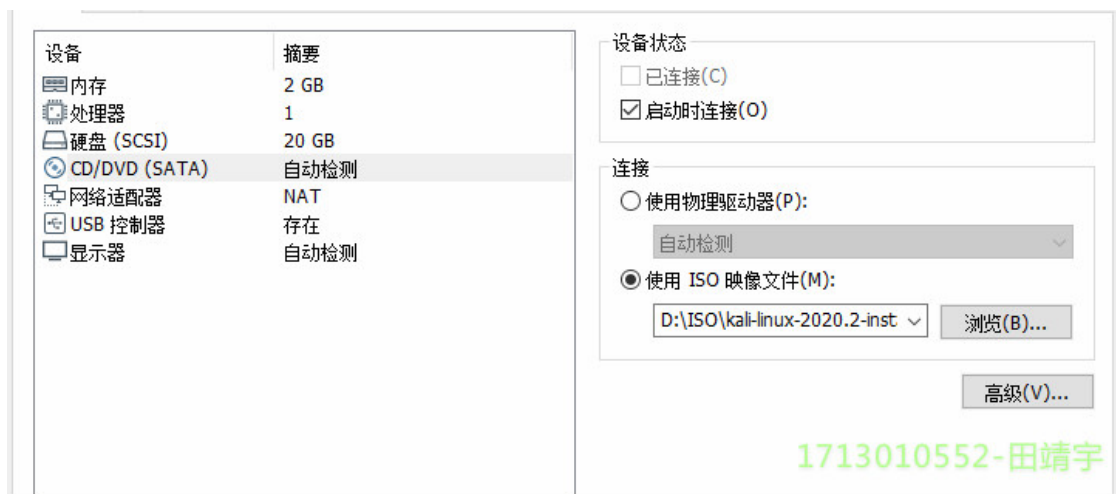 设备 摘要
内存 2 GB
处理器 1
硬盘 (SCSI) 20 GB
CD/DVD (SATA) 自动检测
网络适配器 NAT
USB 控制器 存在
显示器 自动检测
设备状态
已连接(C)
启动时连接(O)
连接
使用物理驱动器(P):
自动检测
使用 ISO 映像文件(M):
D:\ISO\kali-linux-2020.2-inst 浏览(B)...
高级(V)...
1713010552-田靖宇